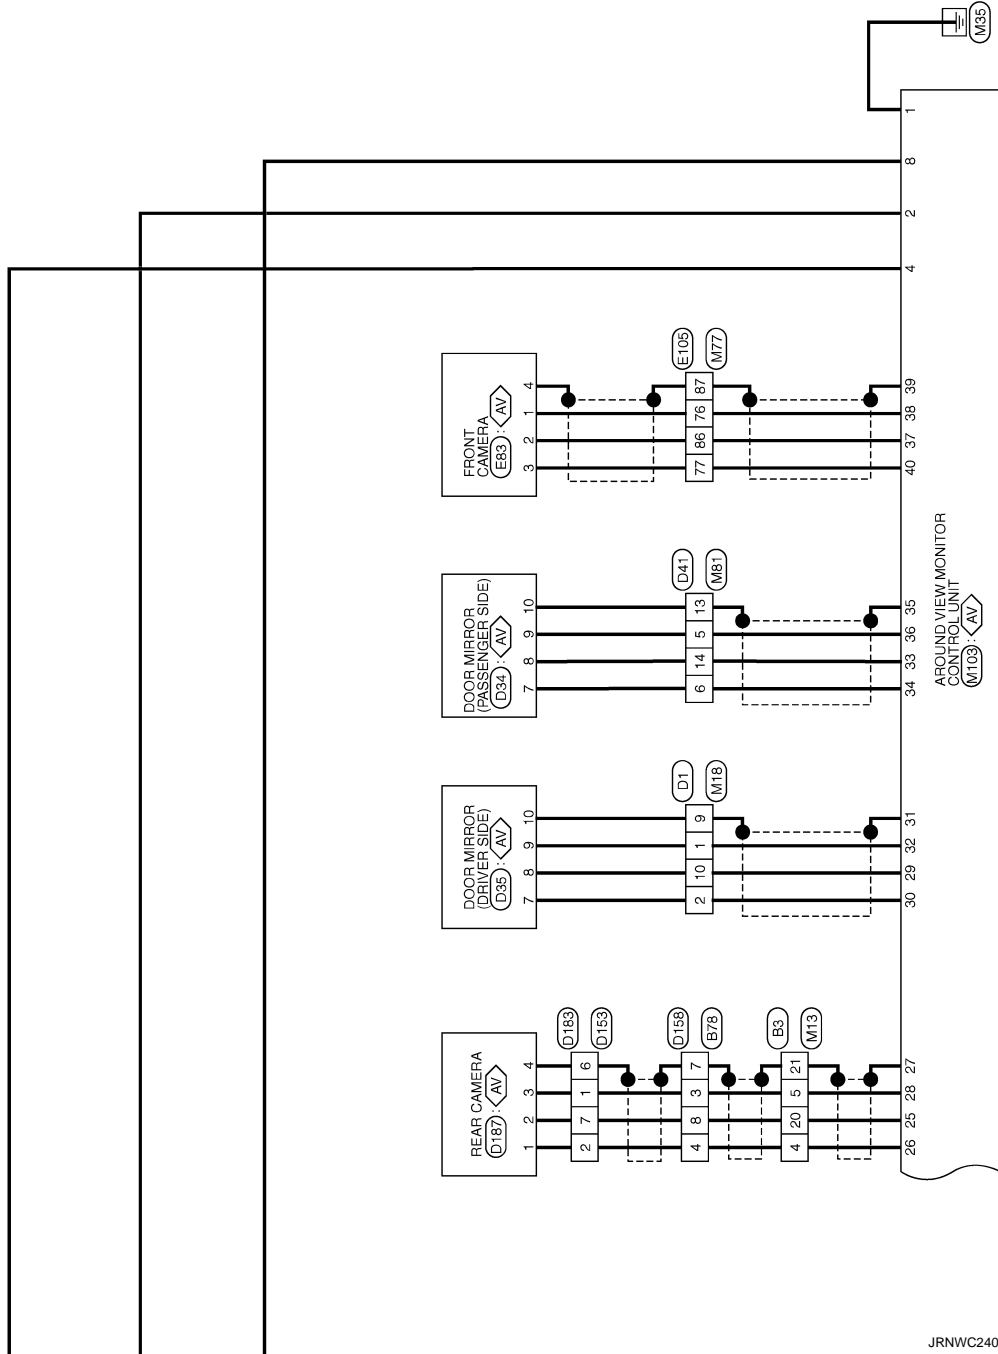 M35
1
8
2
4
FRONT
CAMERA
E83 : AV
4
1
2
3
E105
M77
87
76
86
77
39
38
37
40
DOOR MIRROR
(PASSENGER SIDE)
D34 : AV
10
9
8
7
D41
M81
13
5
14
6
35
36
33
34
AROUND VIEW MONITOR
CONTROL UNIT
M103 : AV
DOOR MIRROR
(DRIVER SIDE)
D35 : AV
10
9
8
7
D1
M18
9
1
10
2
31
32
29
30
REAR CAMERA
D187 : AV
4
3
2
1
D183
D153
6
1
7
2
D158
B78
7
3
8
4
B3
M13
21
5
20
4
27
28
25
26
JRNWC240